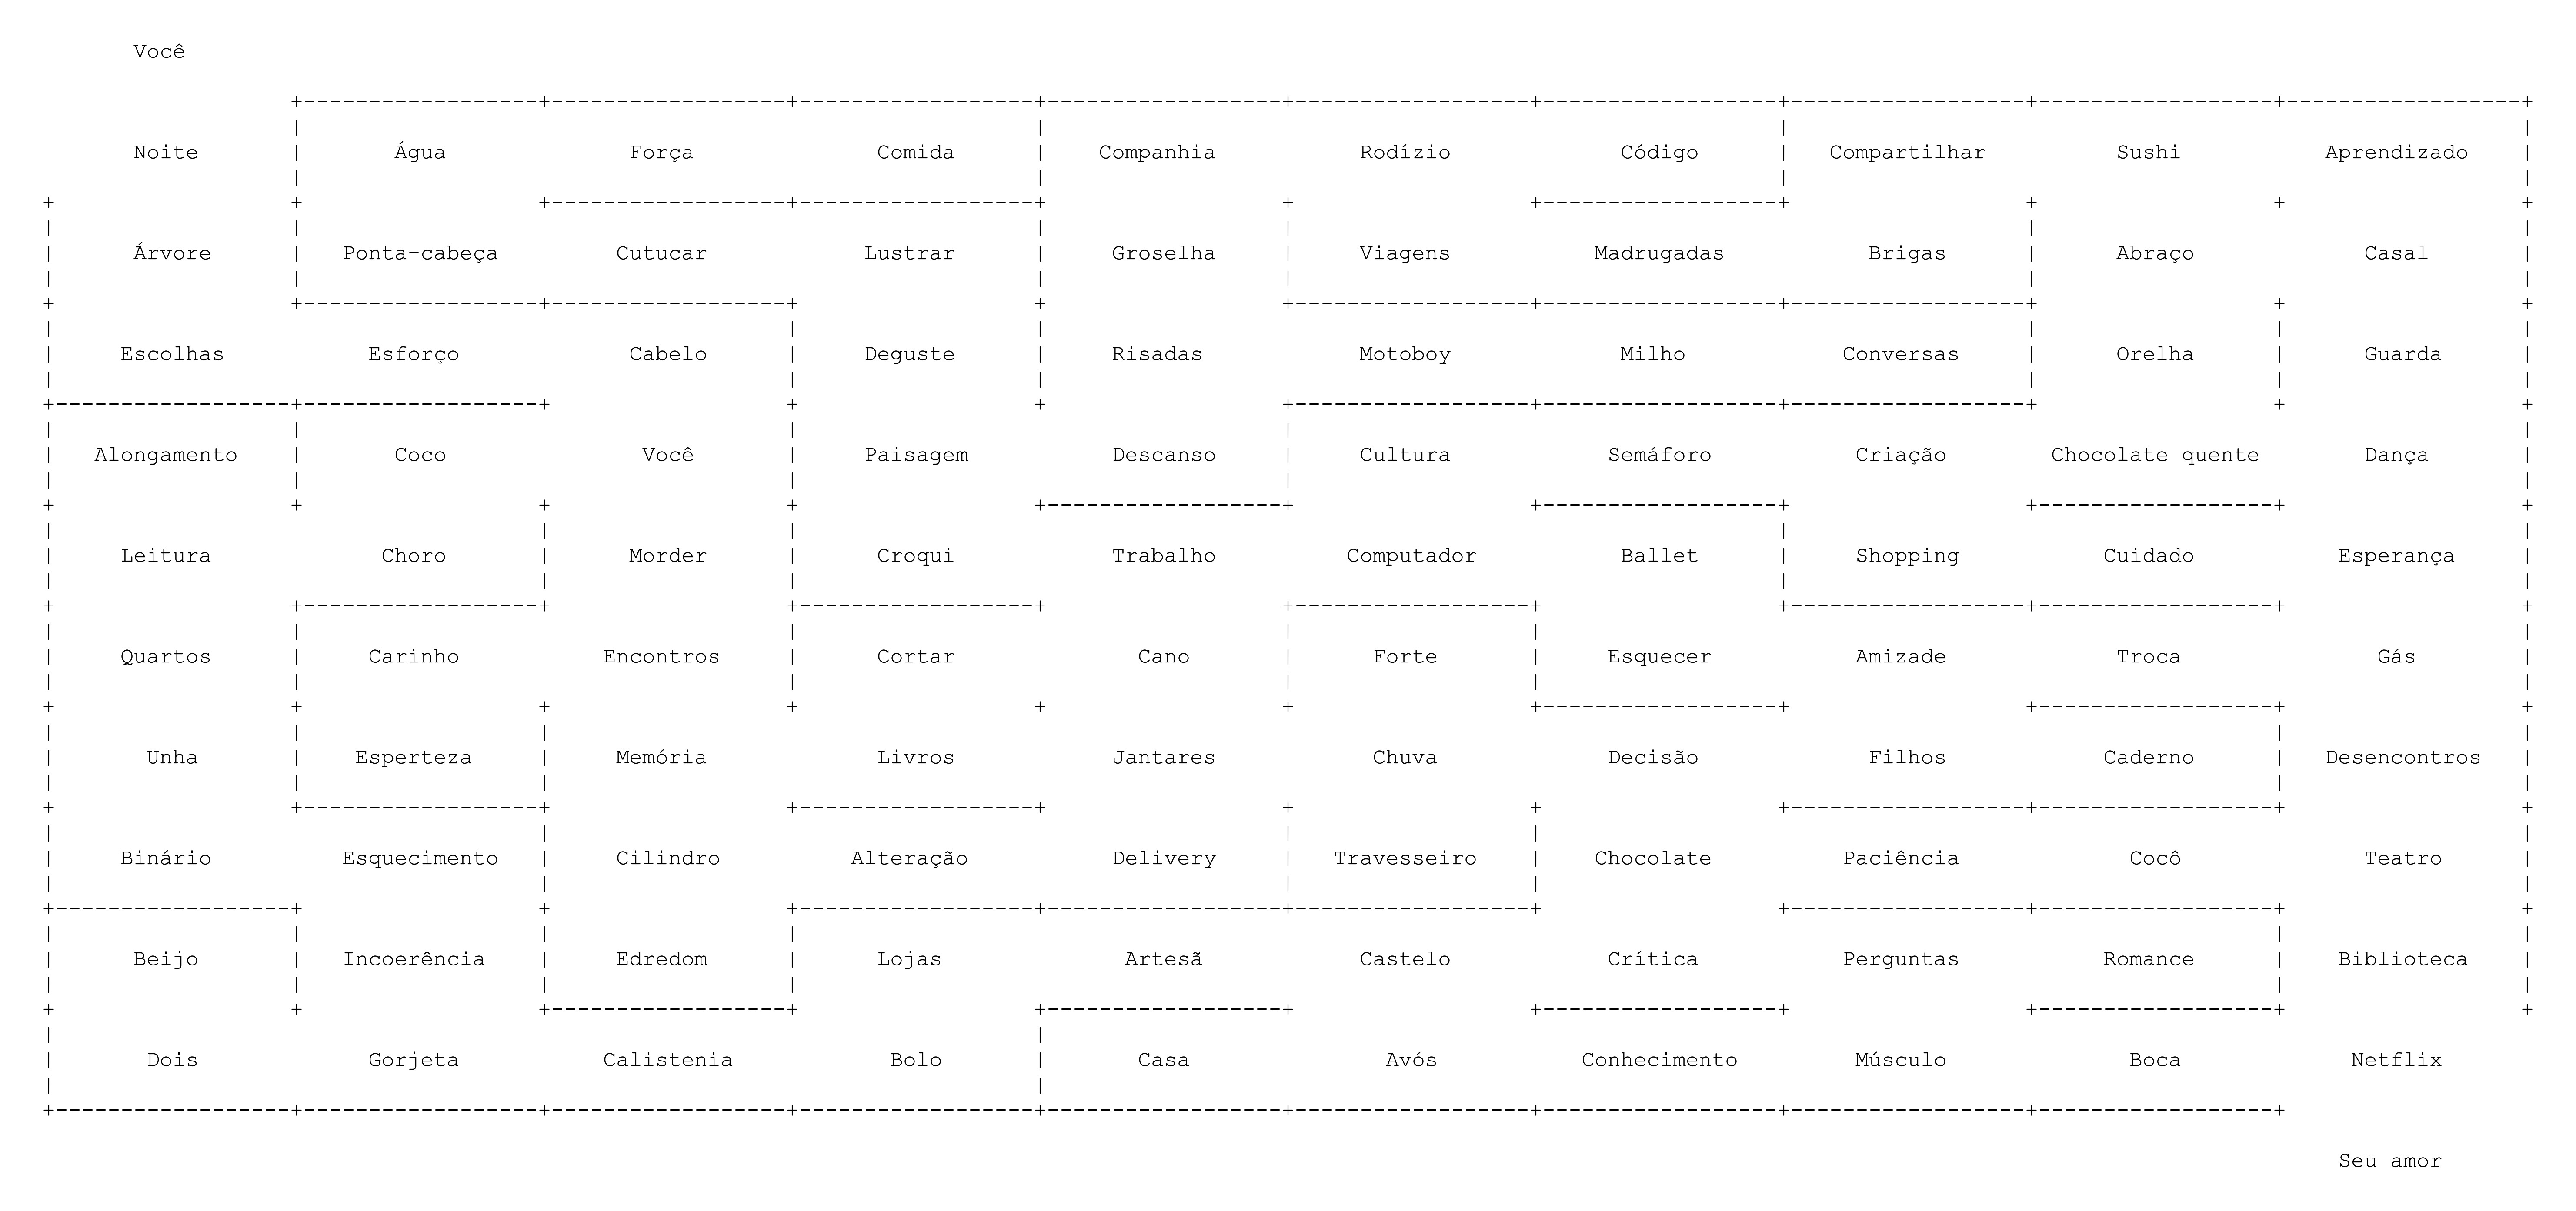 Você
Noite Água Força Comida Companhia Rodízio Código Compartilhar Sushi Aprendizado
Árvore Ponta-cabeça Cutucar Lustrar Groselha Viagens Madrugadas Brigas Abraço Casal
Escolhas Esforço Cabelo Deguste Risadas Motoboy Milho Conversas Orelha Guarda
Alongamento Coco Você Paisagem Descanso Cultura Semáforo Criação Chocolate quente Dança
Leitura Choro Morder Croqui Trabalho Computador Ballet Shopping Cuidado Esperança
Quartos Carinho Encontros Cortar Cano Forte Esquecer Amizade Troca Gás
Unha Esperteza Memória Livros Jantares Chuva Decisão Filhos Caderno Desencontros
Binário Esquecimento Cilindro Alteração Delivery Travesseiro Chocolate Paciência Cocô Teatro
Beijo Incoerência Edredom Lojas Artesã Castelo Crítica Perguntas Romance Biblioteca
Dois Gorjeta Calistenia Bolo Casa Avós Conhecimento Músculo Boca Netflix
Seu amor